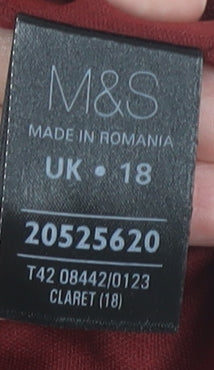 M&S
MADE IN ROMANIA
UK • 18
20525620
T42 08442/0123
CLARET (18)